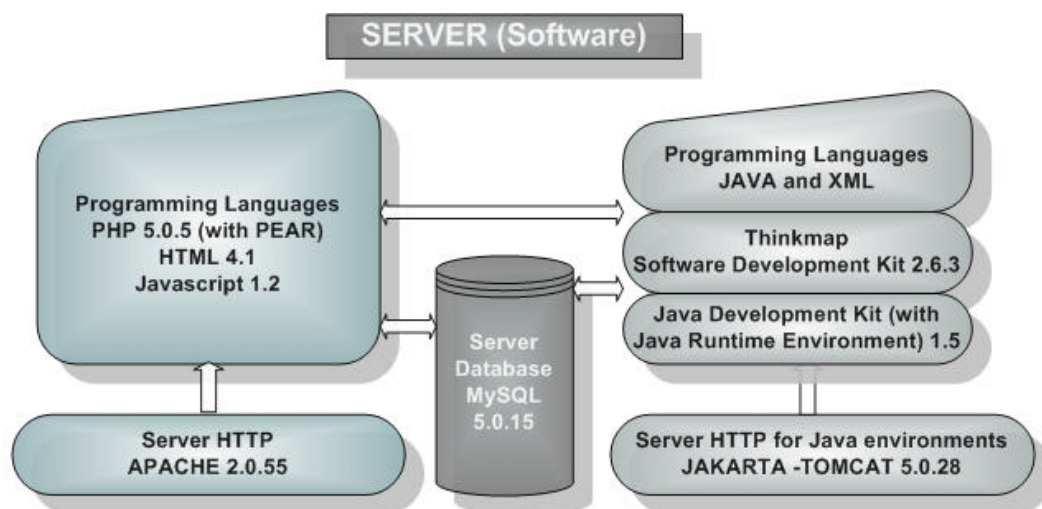 SERVER (Software)
Programming Languages
PHP 5.0.5 (with PEAR)
HTML 4.1
Javascript 1.2
Server HTTP
APACHE 2.0.55
Server
Database
MySQL
5.0.15
Programming Languages
JAVA and XML
Thinkmap
Software Development Kit 2.6.3
Java Development Kit (with
Java Runtime Environment) 1.5
Server HTTP for Java environments
JAKARTA -TOMCAT 5.0.28